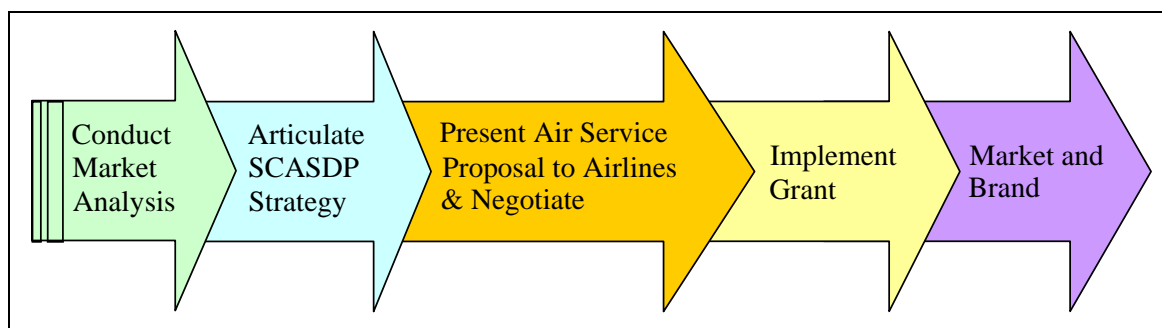 Conduct
Market
Analysis
Articulate
SCASDP
Strategy
Present Air Service
Proposal to Airlines
& Negotiate
Implement
Grant
Market and
Brand